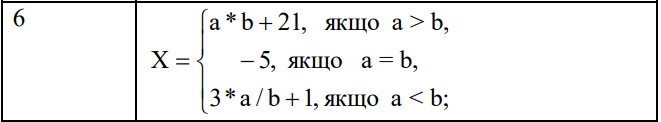 6
a * b + 21, якщо a > b,
X = { − 5, якщо a = b,
3 * a / b + 1, якщо a < b;